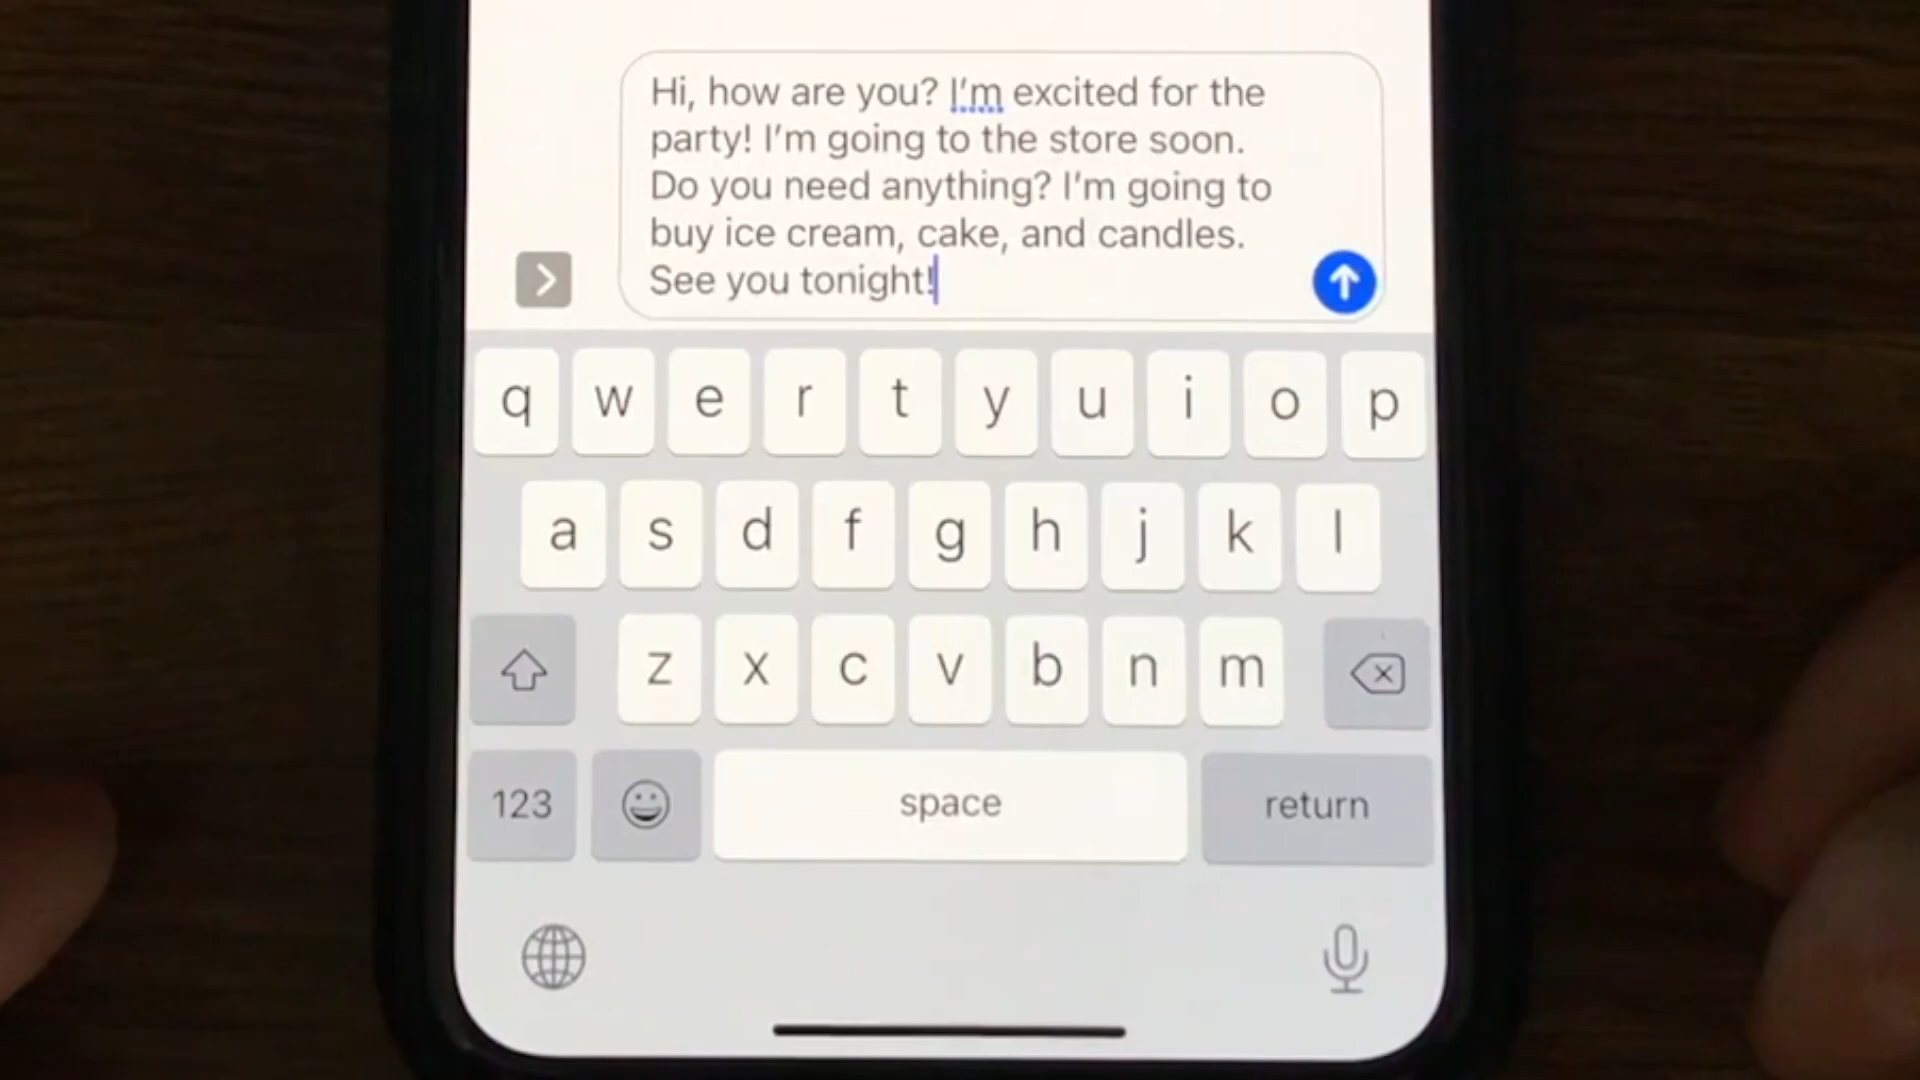 Hi, how are you? I'm excited for the
party! I'm going to the store soon.
Do you need anything? I'm going to
buy ice cream, cake, and candles.
See you tonight!
q w e r t y u i o p
a s d f g h j k l
z x c v b n m
123 space return